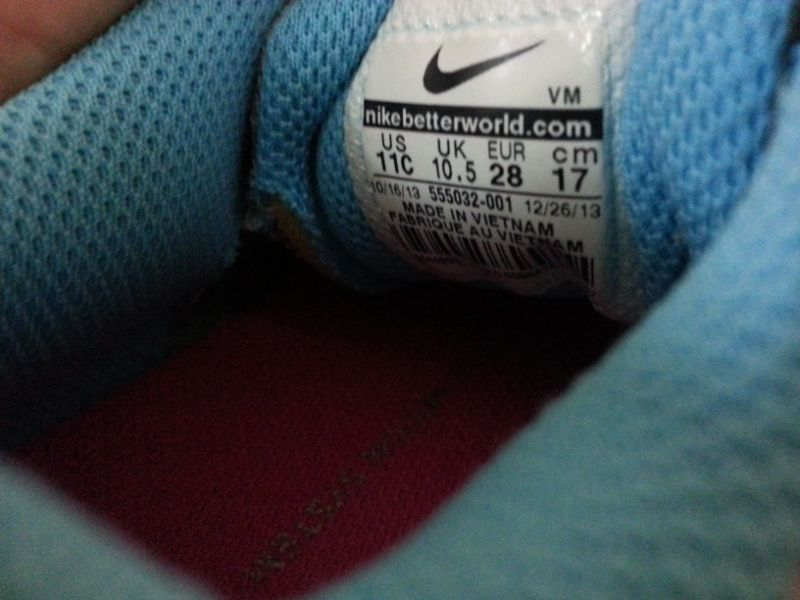 VM
nikebetterworld.com
US UK EUR cm
11C 10.5 28 17
10/16/13 555032-001 12/26/13
MADE IN VIETNAM
FABRIQUE AU VIETNAM